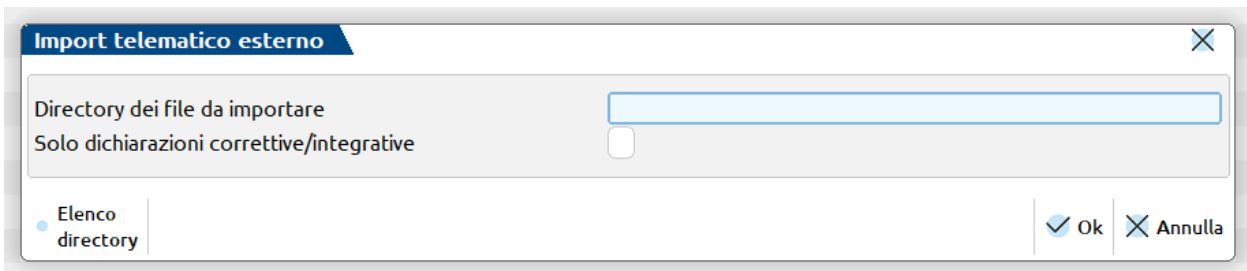 Import telematico esterno
Directory dei file da importare
Solo dichiarazioni correttive/integrative
Elenco
directory
Ok
Annulla